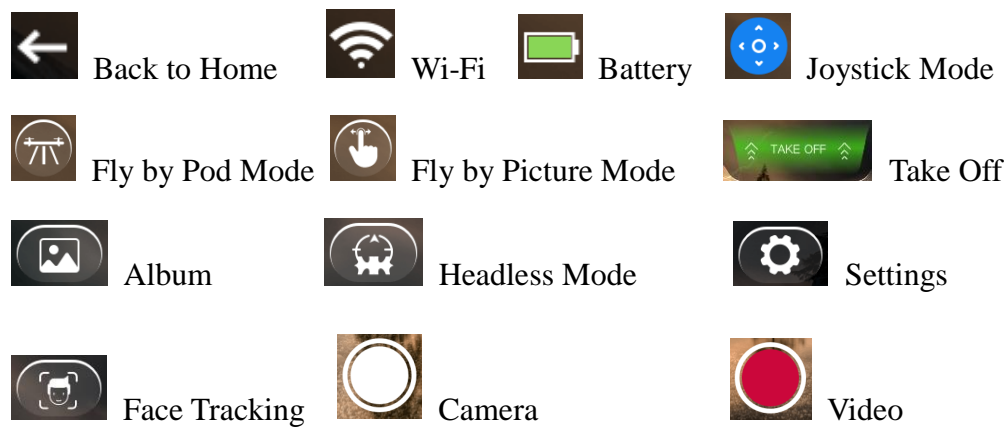 Back to Home Wi-Fi Battery Joystick Mode
Fly by Pod Mode Fly by Picture Mode TAKE OFF Take Off
Album Headless Mode Settings
Face Tracking Camera Video